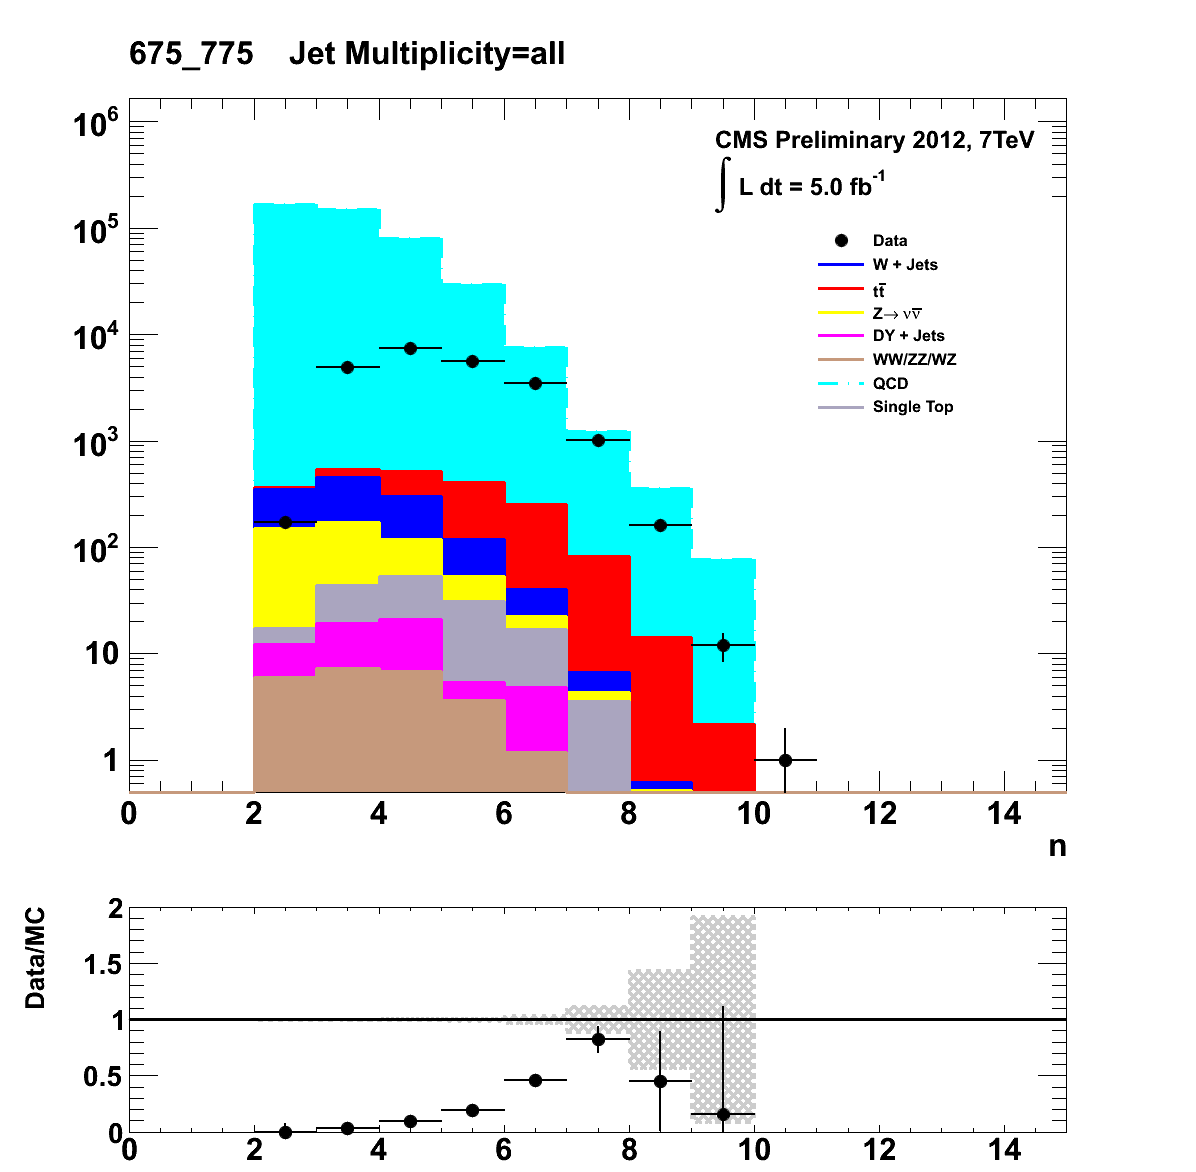 675_775 Jet Multiplicity=all
10⁶
10⁵
10⁴
10³
10²
10
1
CMS Preliminary 2012, 7TeV
∫ L dt = 5.0 fb⁻¹
Data
W + Jets
tt̅
Z→ νν̅
DY + Jets
WW/ZZ/WZ
QCD
Single Top
0 2 4 6 8 10 12 14
n
Data/MC
2
1.5
1
0.5
0
0 2 4 6 8 10 12 14